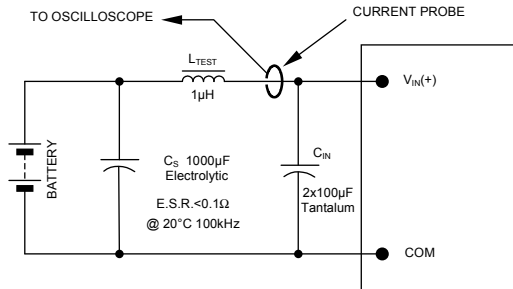 TO OSCILLOSCOPE
CURRENT PROBE
LTEST
1µH
VIN(+)
BATTERY
CS 1000µF
Electrolytic
E.S.R.<0.1Ω
@ 20°C 100kHz
CIN
2x100µF
Tantalum
COM